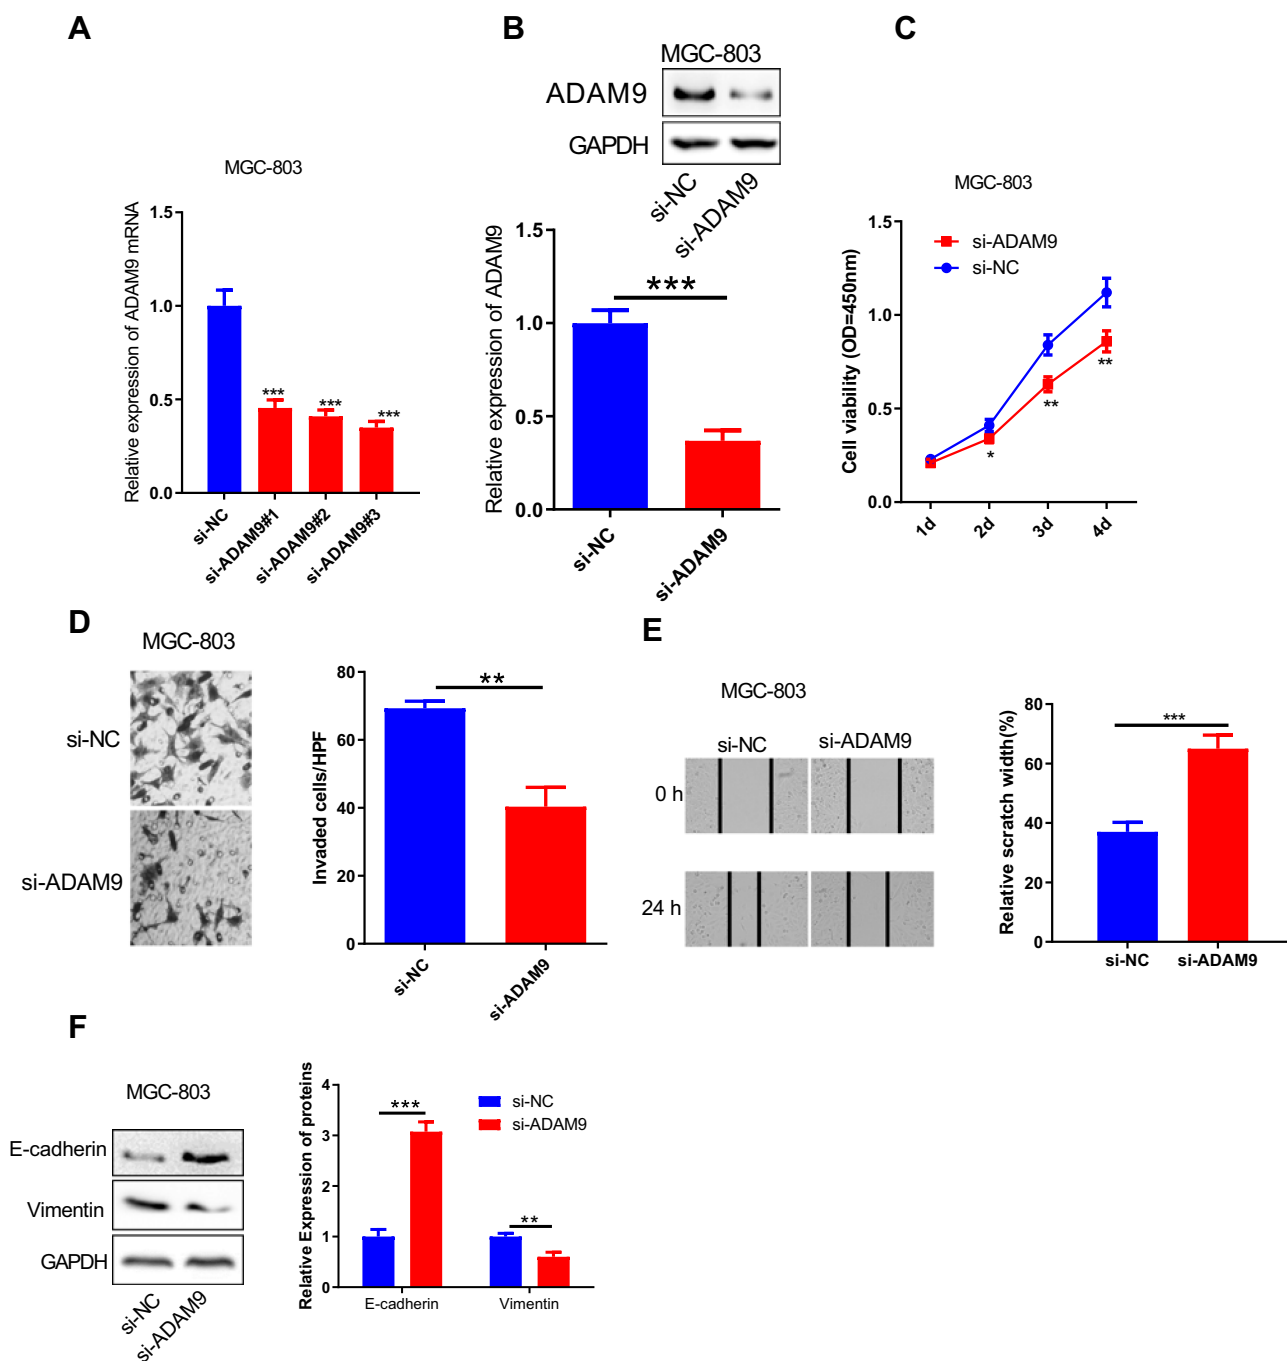 A
MGC-803
Relative expression of ADAM9 mRNA
1.5
1.0
0.5
0.0
***
***
***
si-NC
si-ADAM9#1
si-ADAM9#2
si-ADAM9#3
B
MGC-803
ADAM9
GAPDH
si-NC
si-ADAM9
Relative expression of ADAM9
1.5
1.0
0.5
0.0
***
si-NC
si-ADAM9
C
MGC-803
Cell viability (OD=450nm)
1.5
1.0
0.5
0.0
si-ADAM9
si-NC
*
**
**
1d
2d
3d
4d
D
MGC-803
si-NC
si-ADAM9
Invaded cells/HPF
80
60
40
20
0
**
si-NC
si-ADAM9
E
MGC-803
si-NC
si-ADAM9
0 h
24 h
Relative scratch width(%)
80
60
40
20
0
***
si-NC
si-ADAM9
F
MGC-803
E-cadherin
Vimentin
GAPDH
si-NC
si-ADAM9
Relative Expression of proteins
4
3
2
1
0
***
**
si-NC
si-ADAM9
E-cadherin
Vimentin